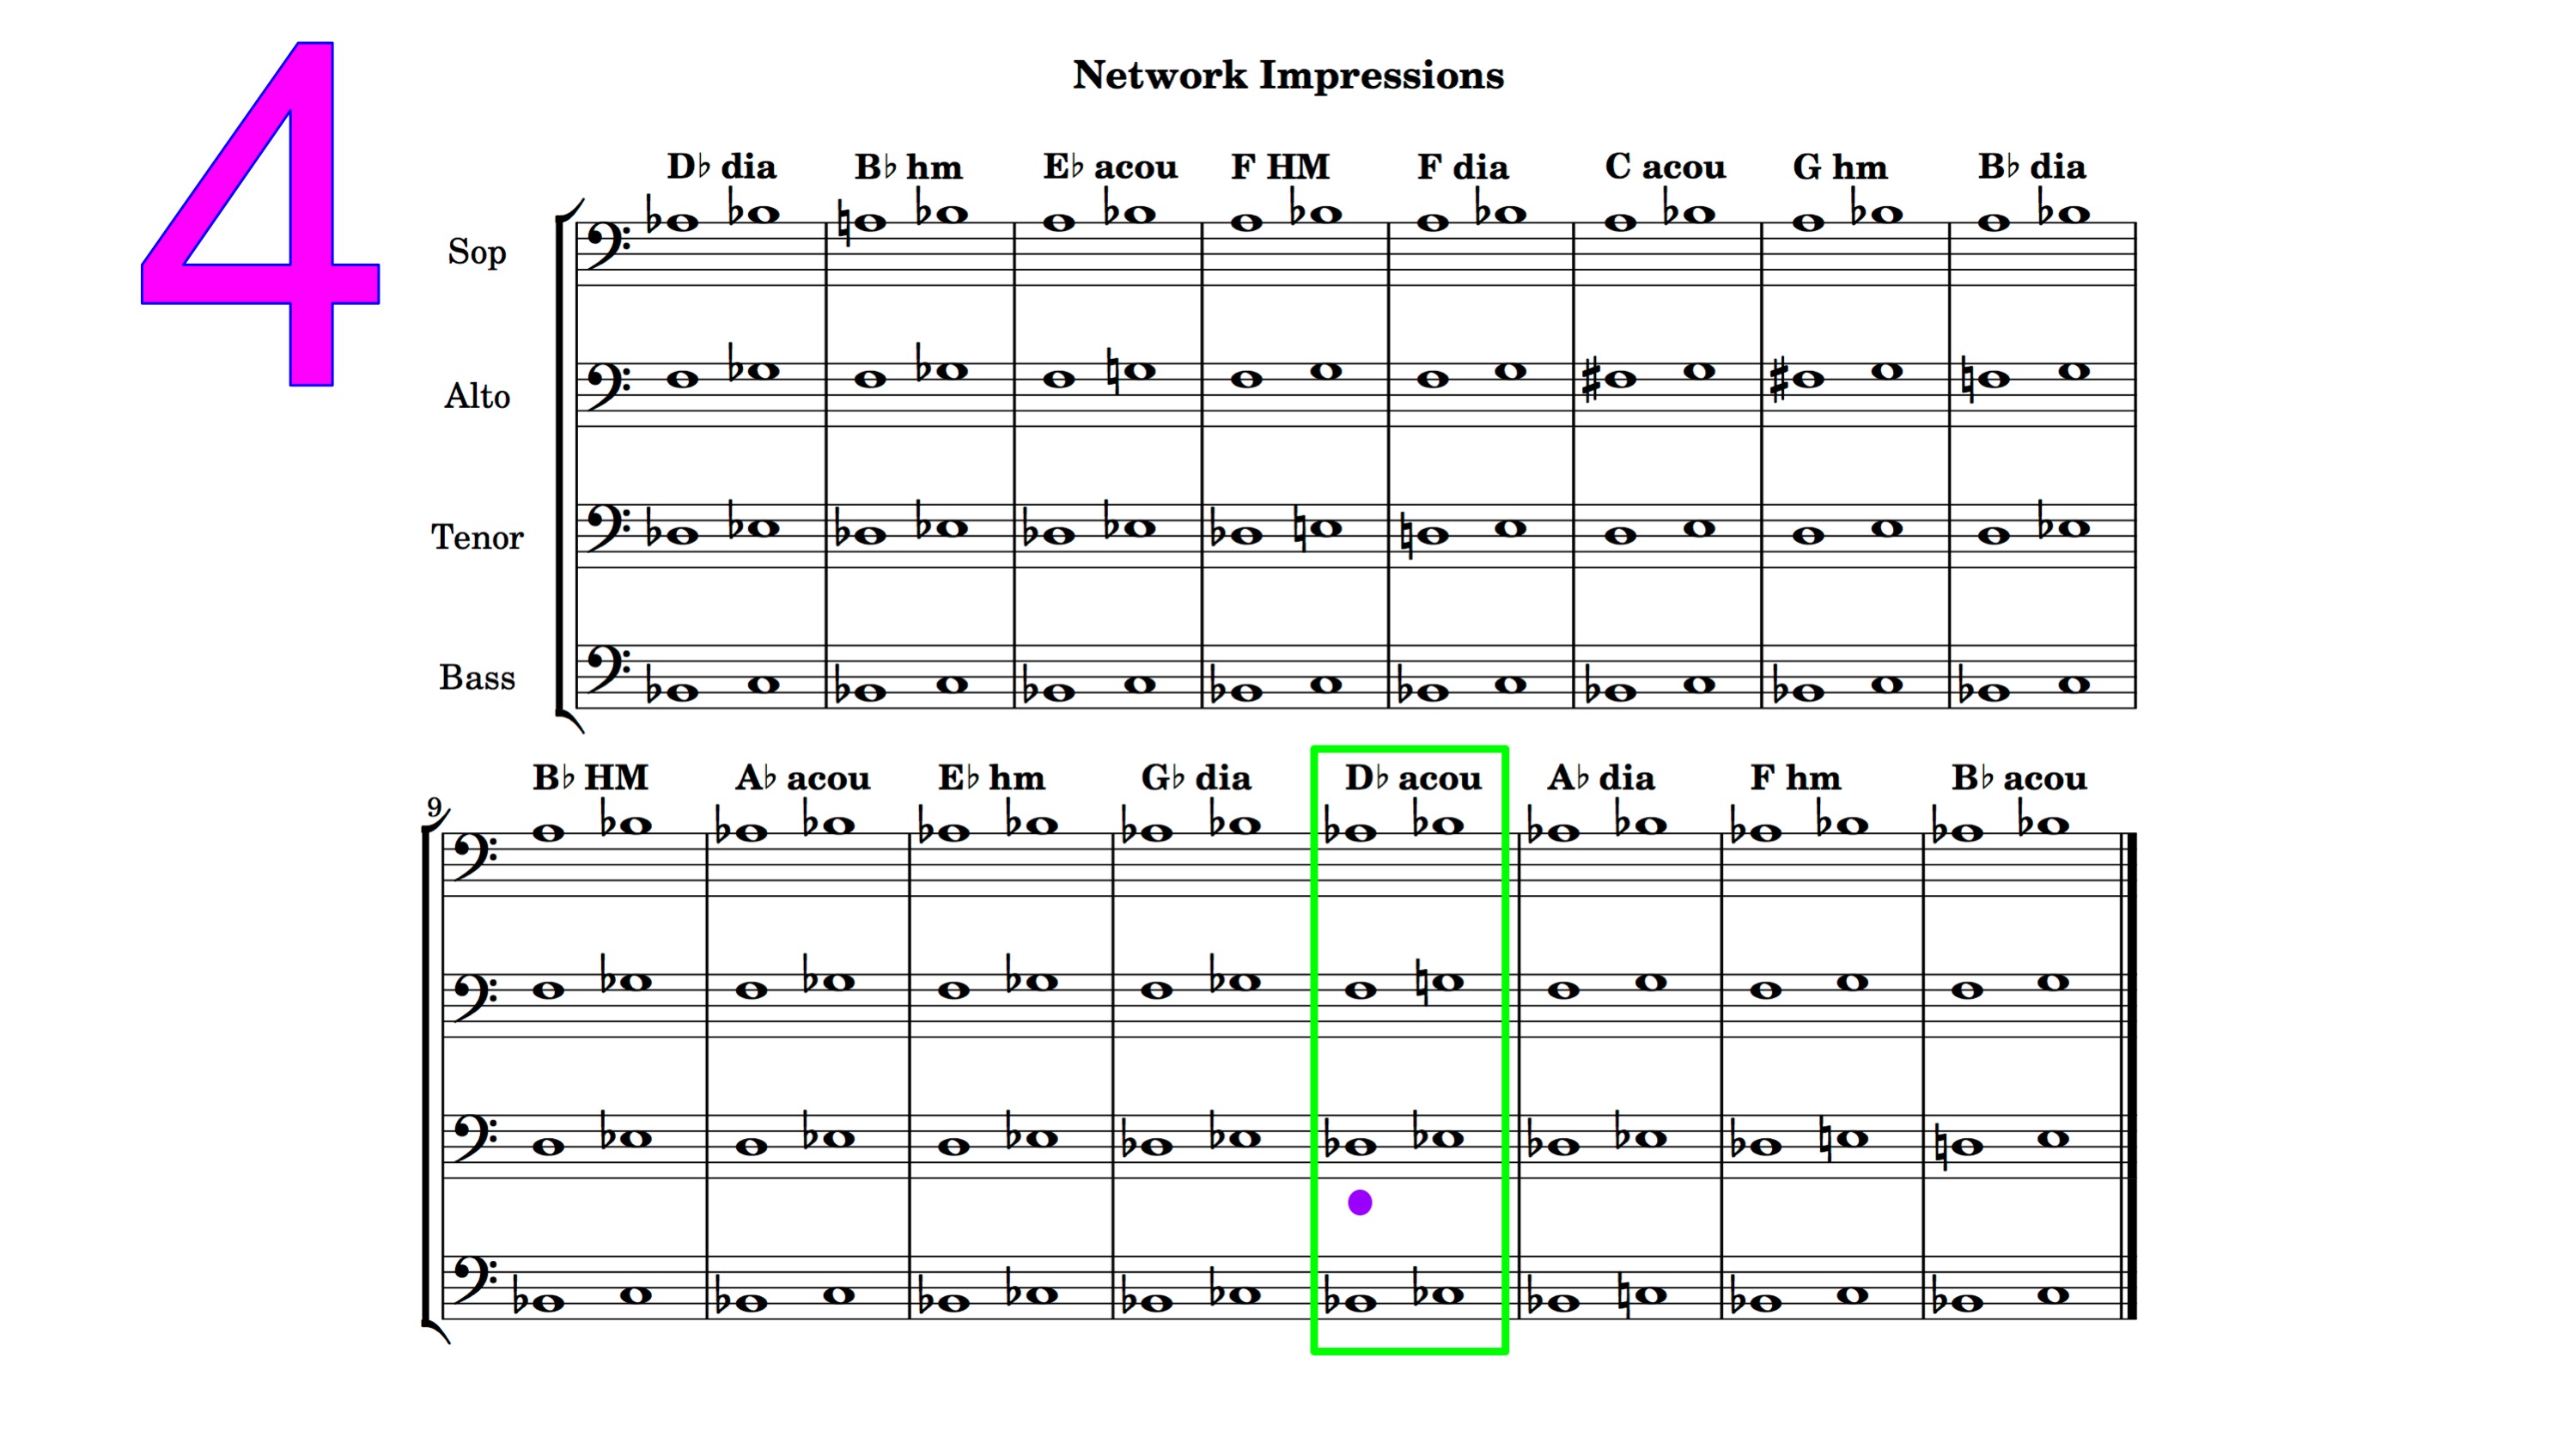 4
Network Impressions
D♭ dia B♭ hm E♭ acou F HM F dia C acou G hm B♭ dia
Sop
Alto
Tenor
Bass
B♭ HM A♭ acou E♭ hm G♭ dia D♭ acou A♭ dia F hm B♭ acou
9